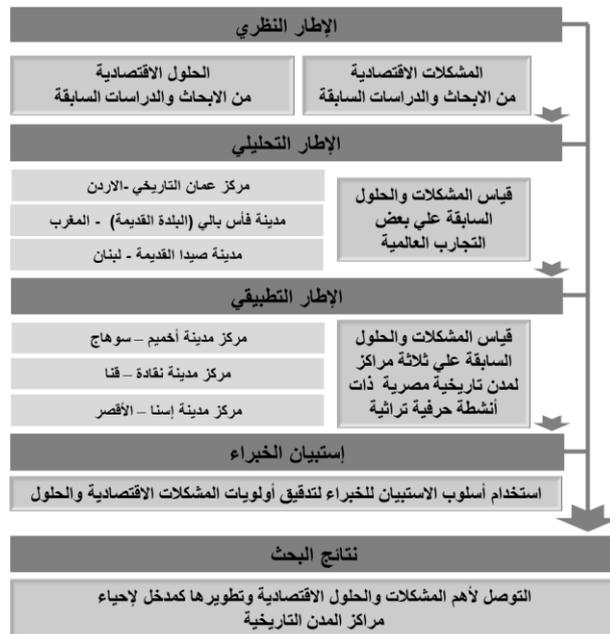 الإطار النظري
المشكلات الاقتصادية
من الابحاث والدراسات السابقة
الحلول الاقتصادية
من الابحاث والدراسات السابقة
الإطار التحليلي
قياس المشكلات والحلول
السابقة علي بعض
التجارب العالمية
مركز عمان التاريخي -الاردن
مدينة فأس بالي (البلدة القديمة) - المغرب
مدينة صيدا القديمة - لبنان
الإطار التطبيقي
قياس المشكلات والحلول
السابقة علي ثلاثة مراكز
لمدن تاريخية مصرية ذات
أنشطة حرفية تراثية
مركز مدينة أخميم – سوهاج
مركز مدينة نقادة – قنا
مركز مدينة إسنا – الأقصر
إستبيان الخبراء
استخدام أسلوب الاستبيان للخبراء لتدقيق أولويات المشكلات الاقتصادية والحلول
نتائج البحث
التوصل لأهم المشكلات والحلول الاقتصادية وتطويرها كمدخل لإحياء
مراكز المدن التاريخية